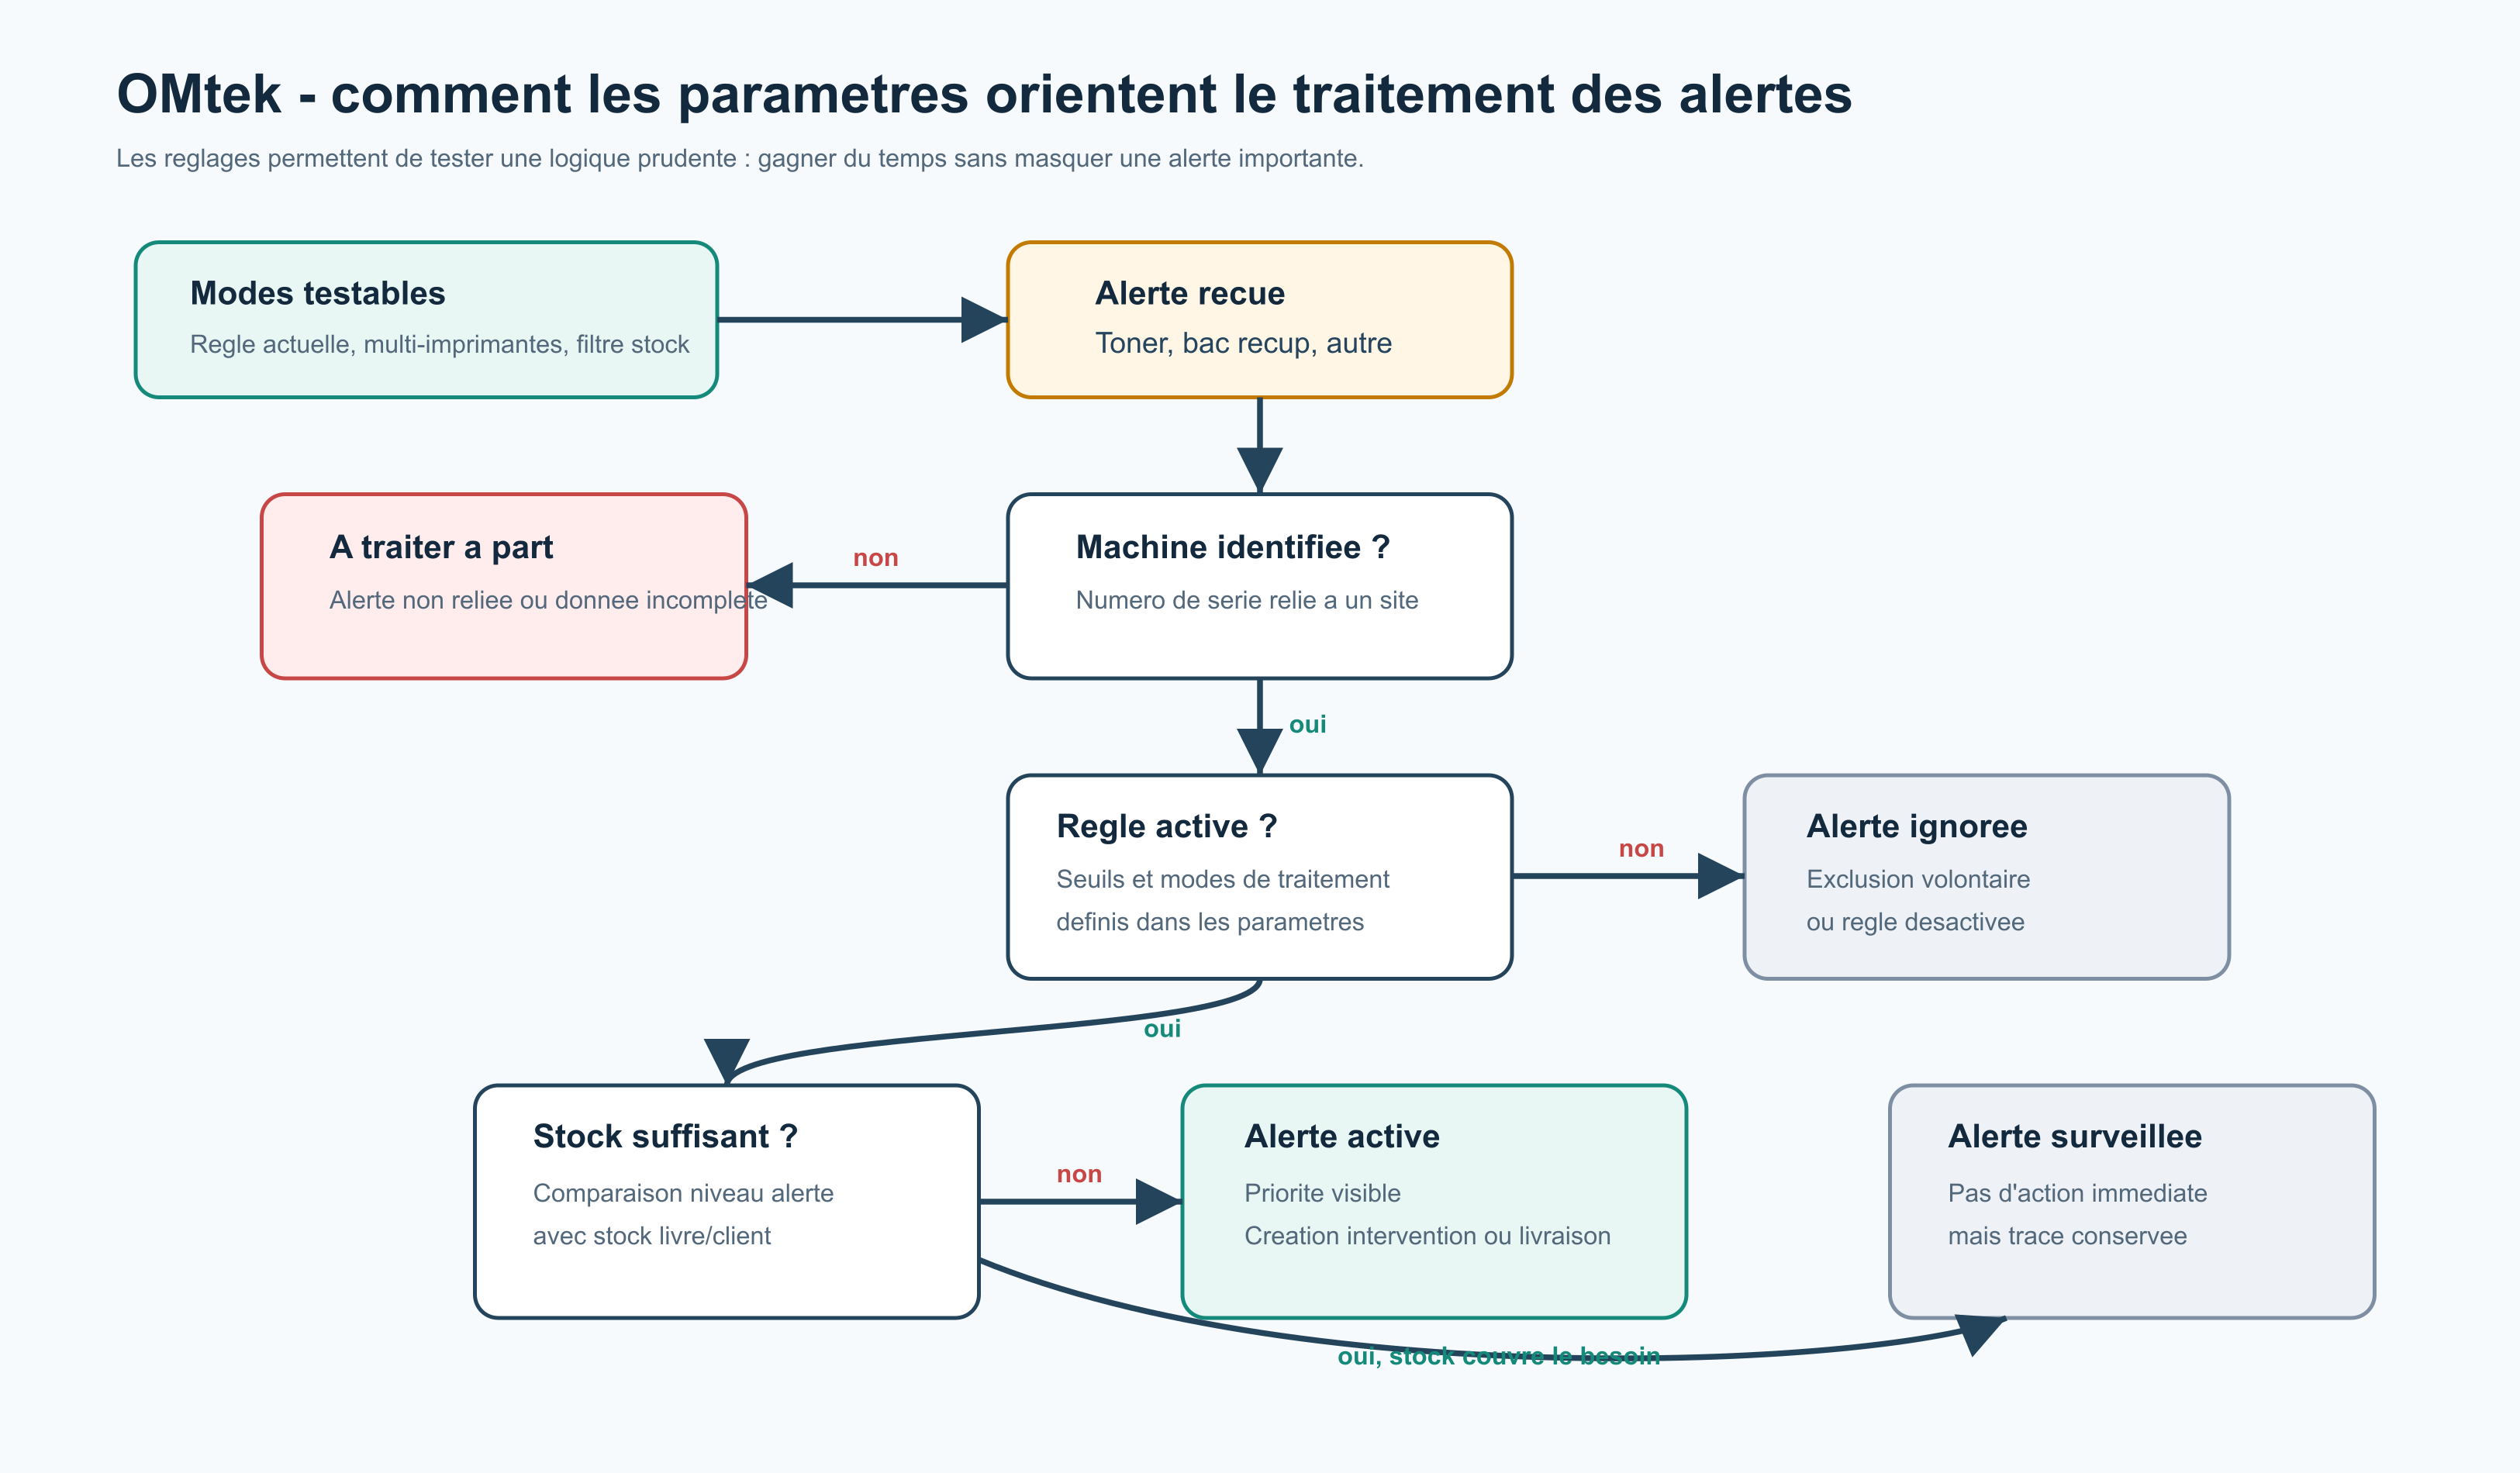 OMtek - comment les parametres orientent le traitement des alertes
Les reglages permettent de tester une logique prudente : gagner du temps sans masquer une alerte importante.
Modes testables
Regle actuelle, multi-imprimantes, filtre stock
Alerte recue
Toner, bac recup, autre
A traiter a part
Alerte non reliee ou donnee incomplete
non
Machine identifiee ?
Numero de serie relie a un site
oui
Regle active ?
Seuils et modes de traitement
definis dans les parametres
non
Alerte ignoree
Exclusion volontaire
ou regle desactivee
oui
Stock suffisant ?
Comparaison niveau alerte
avec stock livre/client
non
Alerte active
Priorite visible
Creation intervention ou livraison
Alerte surveillee
Pas d'action immediate
mais trace conservee
oui, stock couvre le besoin